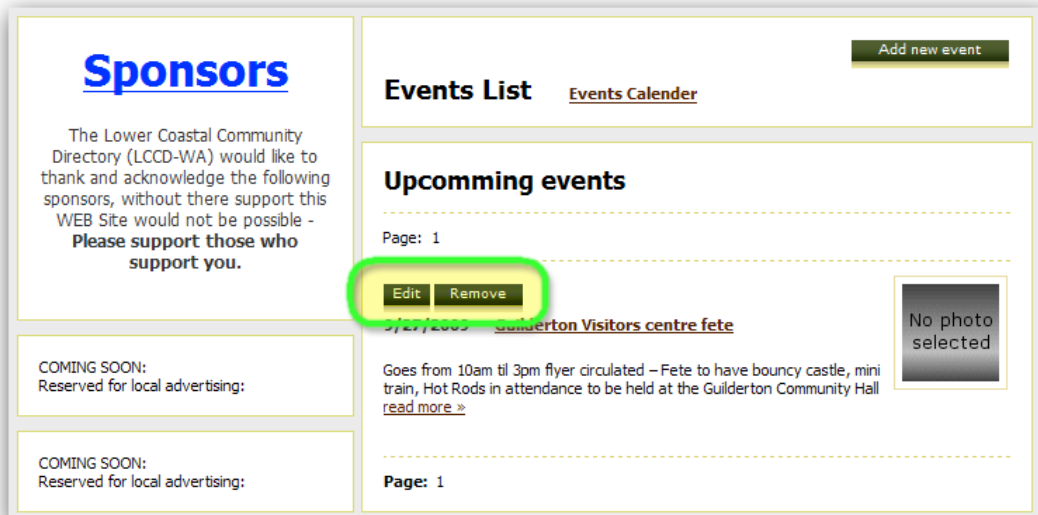 Sponsors
The Lower Coastal Community
Directory (LCCD-WA) would like to
thank and acknowledge the following
sponsors, without there support this
WEB Site would not be possible -
Please support those who
support you.
COMING SOON:
Reserved for local advertising:
COMING SOON:
Reserved for local advertising:
Add new event
Events List Events Calender
Upcomming events
Page: 1
Edit Remove
9/27/2009 Guilderton Visitors centre fete
No photo
selected
Goes from 10am til 3pm flyer circulated – Fete to have bouncy castle, mini
train, Hot Rods in attendance to be held at the Guilderton Community Hall
read more »
Page: 1